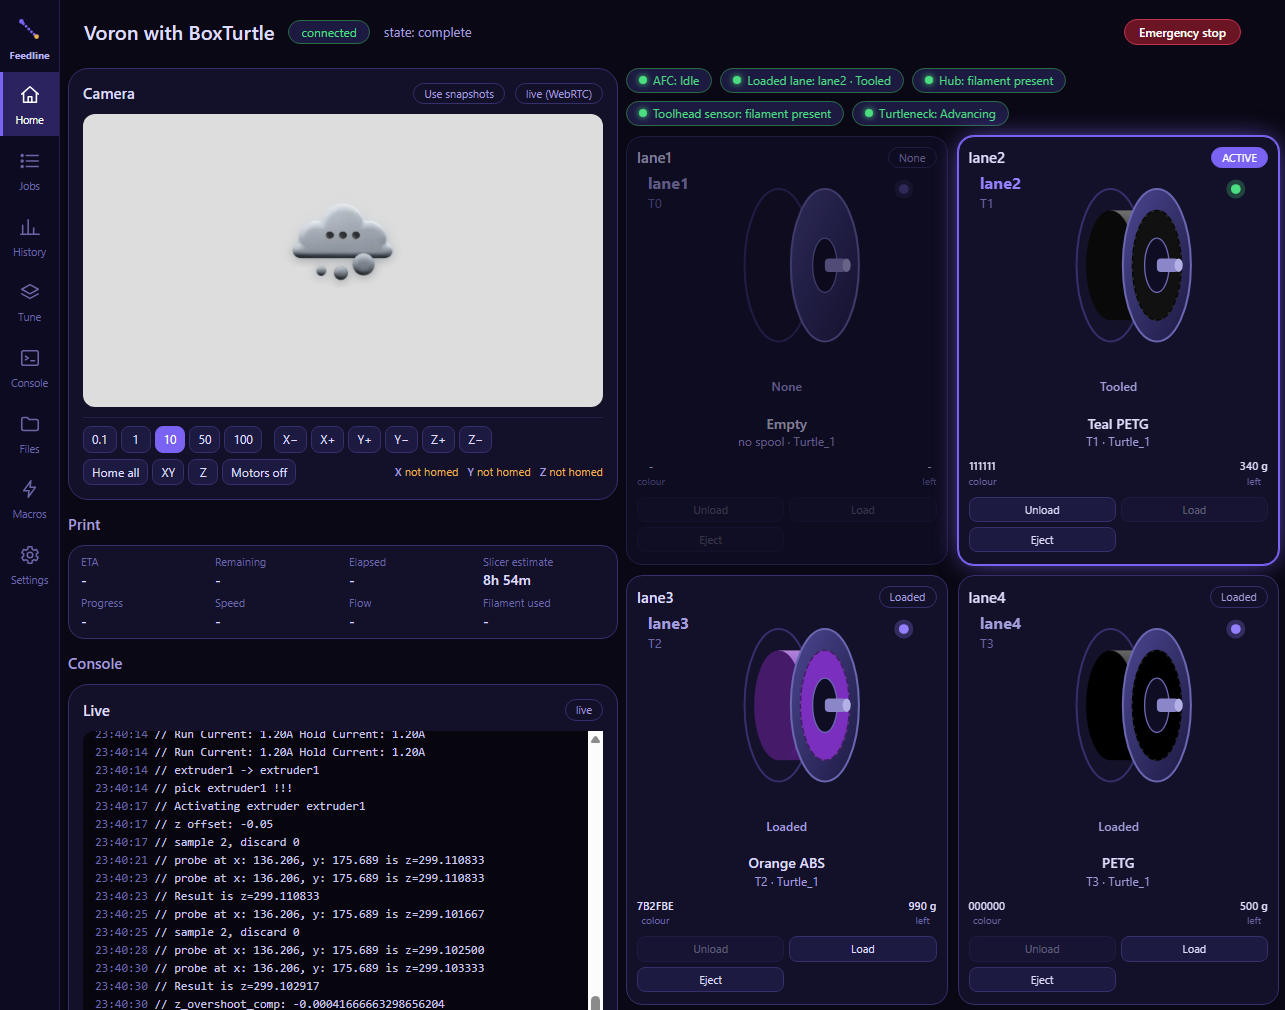 Feedline
Home
Jobs
History
Tune
Console
Files
Macros
Settings
Voron with BoxTurtle
connected
state: complete
Emergency stop
Camera
Use snapshots
live (WebRTC)
0.1
1
10
50
100
X−
X+
Y+
Y−
Z+
Z−
Home all
XY
Z
Motors off
X not homed Y not homed Z not homed
Print
ETA
-
Remaining
-
Elapsed
-
Slicer estimate
8h 54m
Progress
-
Speed
-
Flow
-
Filament used
-
Console
Live
live
23:40:14 // Run Current: 1.20A Hold Current: 1.20A
23:40:14 // Run Current: 1.20A Hold Current: 1.20A
23:40:14 // extruder1 -> extruder1
23:40:14 // pick extruder1 !!!
23:40:17 // Activating extruder extruder1
23:40:17 // z offset: -0.05
23:40:17 // sample 2, discard 0
23:40:21 // probe at x: 136.206, y: 175.689 is z=299.110833
23:40:23 // probe at x: 136.206, y: 175.689 is z=299.110833
23:40:23 // Result is z=299.110833
23:40:25 // probe at x: 136.206, y: 175.689 is z=299.101667
23:40:25 // sample 2, discard 0
23:40:28 // probe at x: 136.206, y: 175.689 is z=299.102500
23:40:30 // probe at x: 136.206, y: 175.689 is z=299.103333
23:40:30 // Result is z=299.102917
23:40:30 // z_overshoot_comp: -0.00041666663298656204
AFC: Idle
Loaded lane: lane2 · Tooled
Hub: filament present
Toolhead sensor: filament present
Turtleneck: Advancing
lane1
None
lane1
T0
None
Empty
no spool · Turtle_1
-
colour
-
left
Unload
Load
Eject
lane2
ACTIVE
lane2
T1
Tooled
Teal PETG
T1 · Turtle_1
111111
colour
340 g
left
Unload
Load
Eject
lane3
Loaded
lane3
T2
Loaded
Orange ABS
T2 · Turtle_1
7B2FBE
colour
990 g
left
Unload
Load
Eject
lane4
Loaded
lane4
T3
Loaded
PETG
T3 · Turtle_1
000000
colour
500 g
left
Unload
Load
Eject